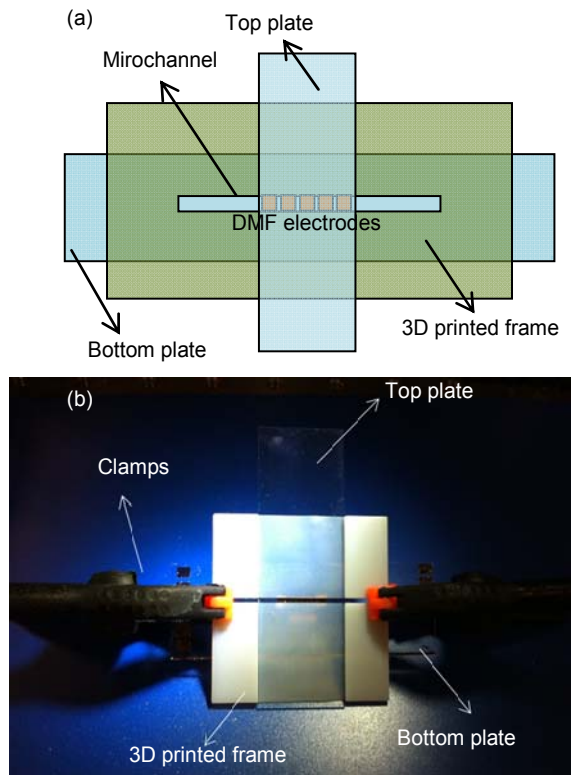 (a)
Top plate
Mirochannel
DMF electrodes
3D printed frame
Bottom plate
(b)
Top plate
Clamps
Bottom plate
3D printed frame